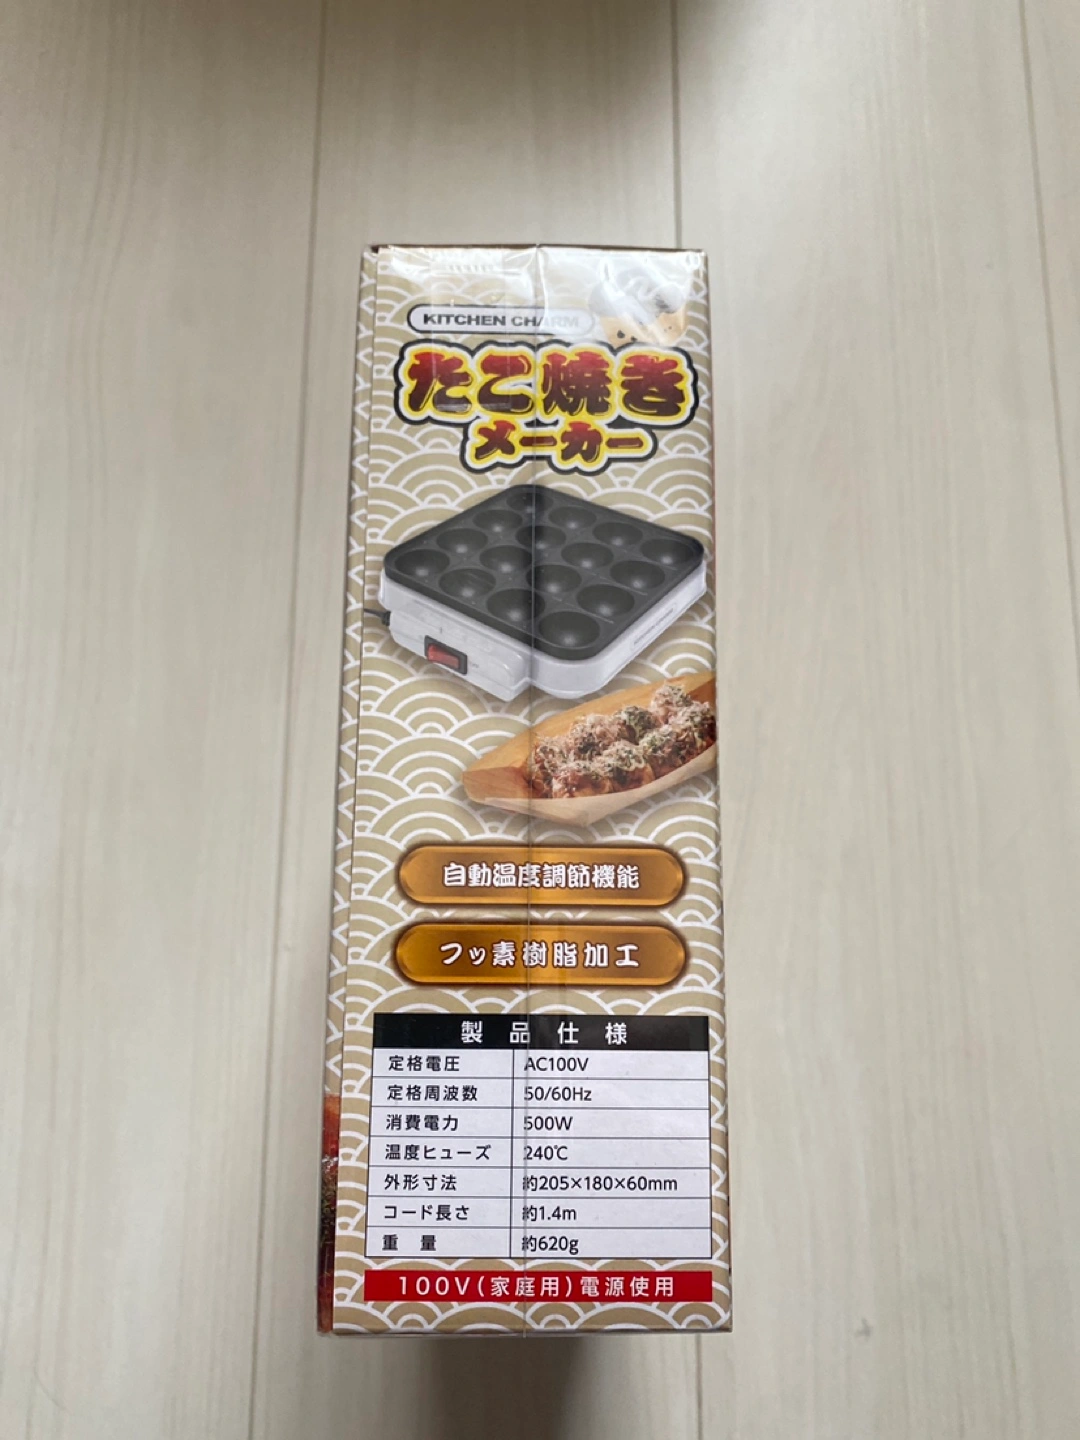 KITCHEN CHARM
たこ焼き
メーカー
自動温度調節機能
フッ素樹脂加工
製品仕様
定格電圧 AC100V
定格周波数 50/60Hz
消費電力 500W
温度ヒューズ 240℃
外形寸法 約205×180×60mm
コード長さ 約1.4m
重量 約620g
100V(家庭用)電源使用